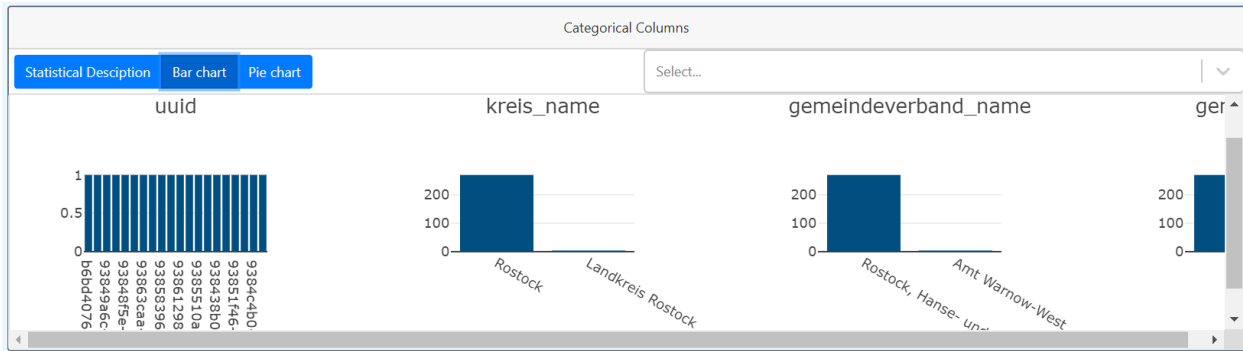 Categorical Columns
Statistical Desciption Bar chart Pie chart Select...
uuid
1
0.5
0
b6bd4076
93849a6c-
93848f5e-
93863caa-
93858396
93861298
9385510a
938438b0
93851f46-
9384c4b0-
kreis_name
200
100
0
Rostock
Landkreis Rostock
gemeindeverband_name
200
100
0
Rostock, Hanse- und
Amt Warnow-West
ger
200
100
0